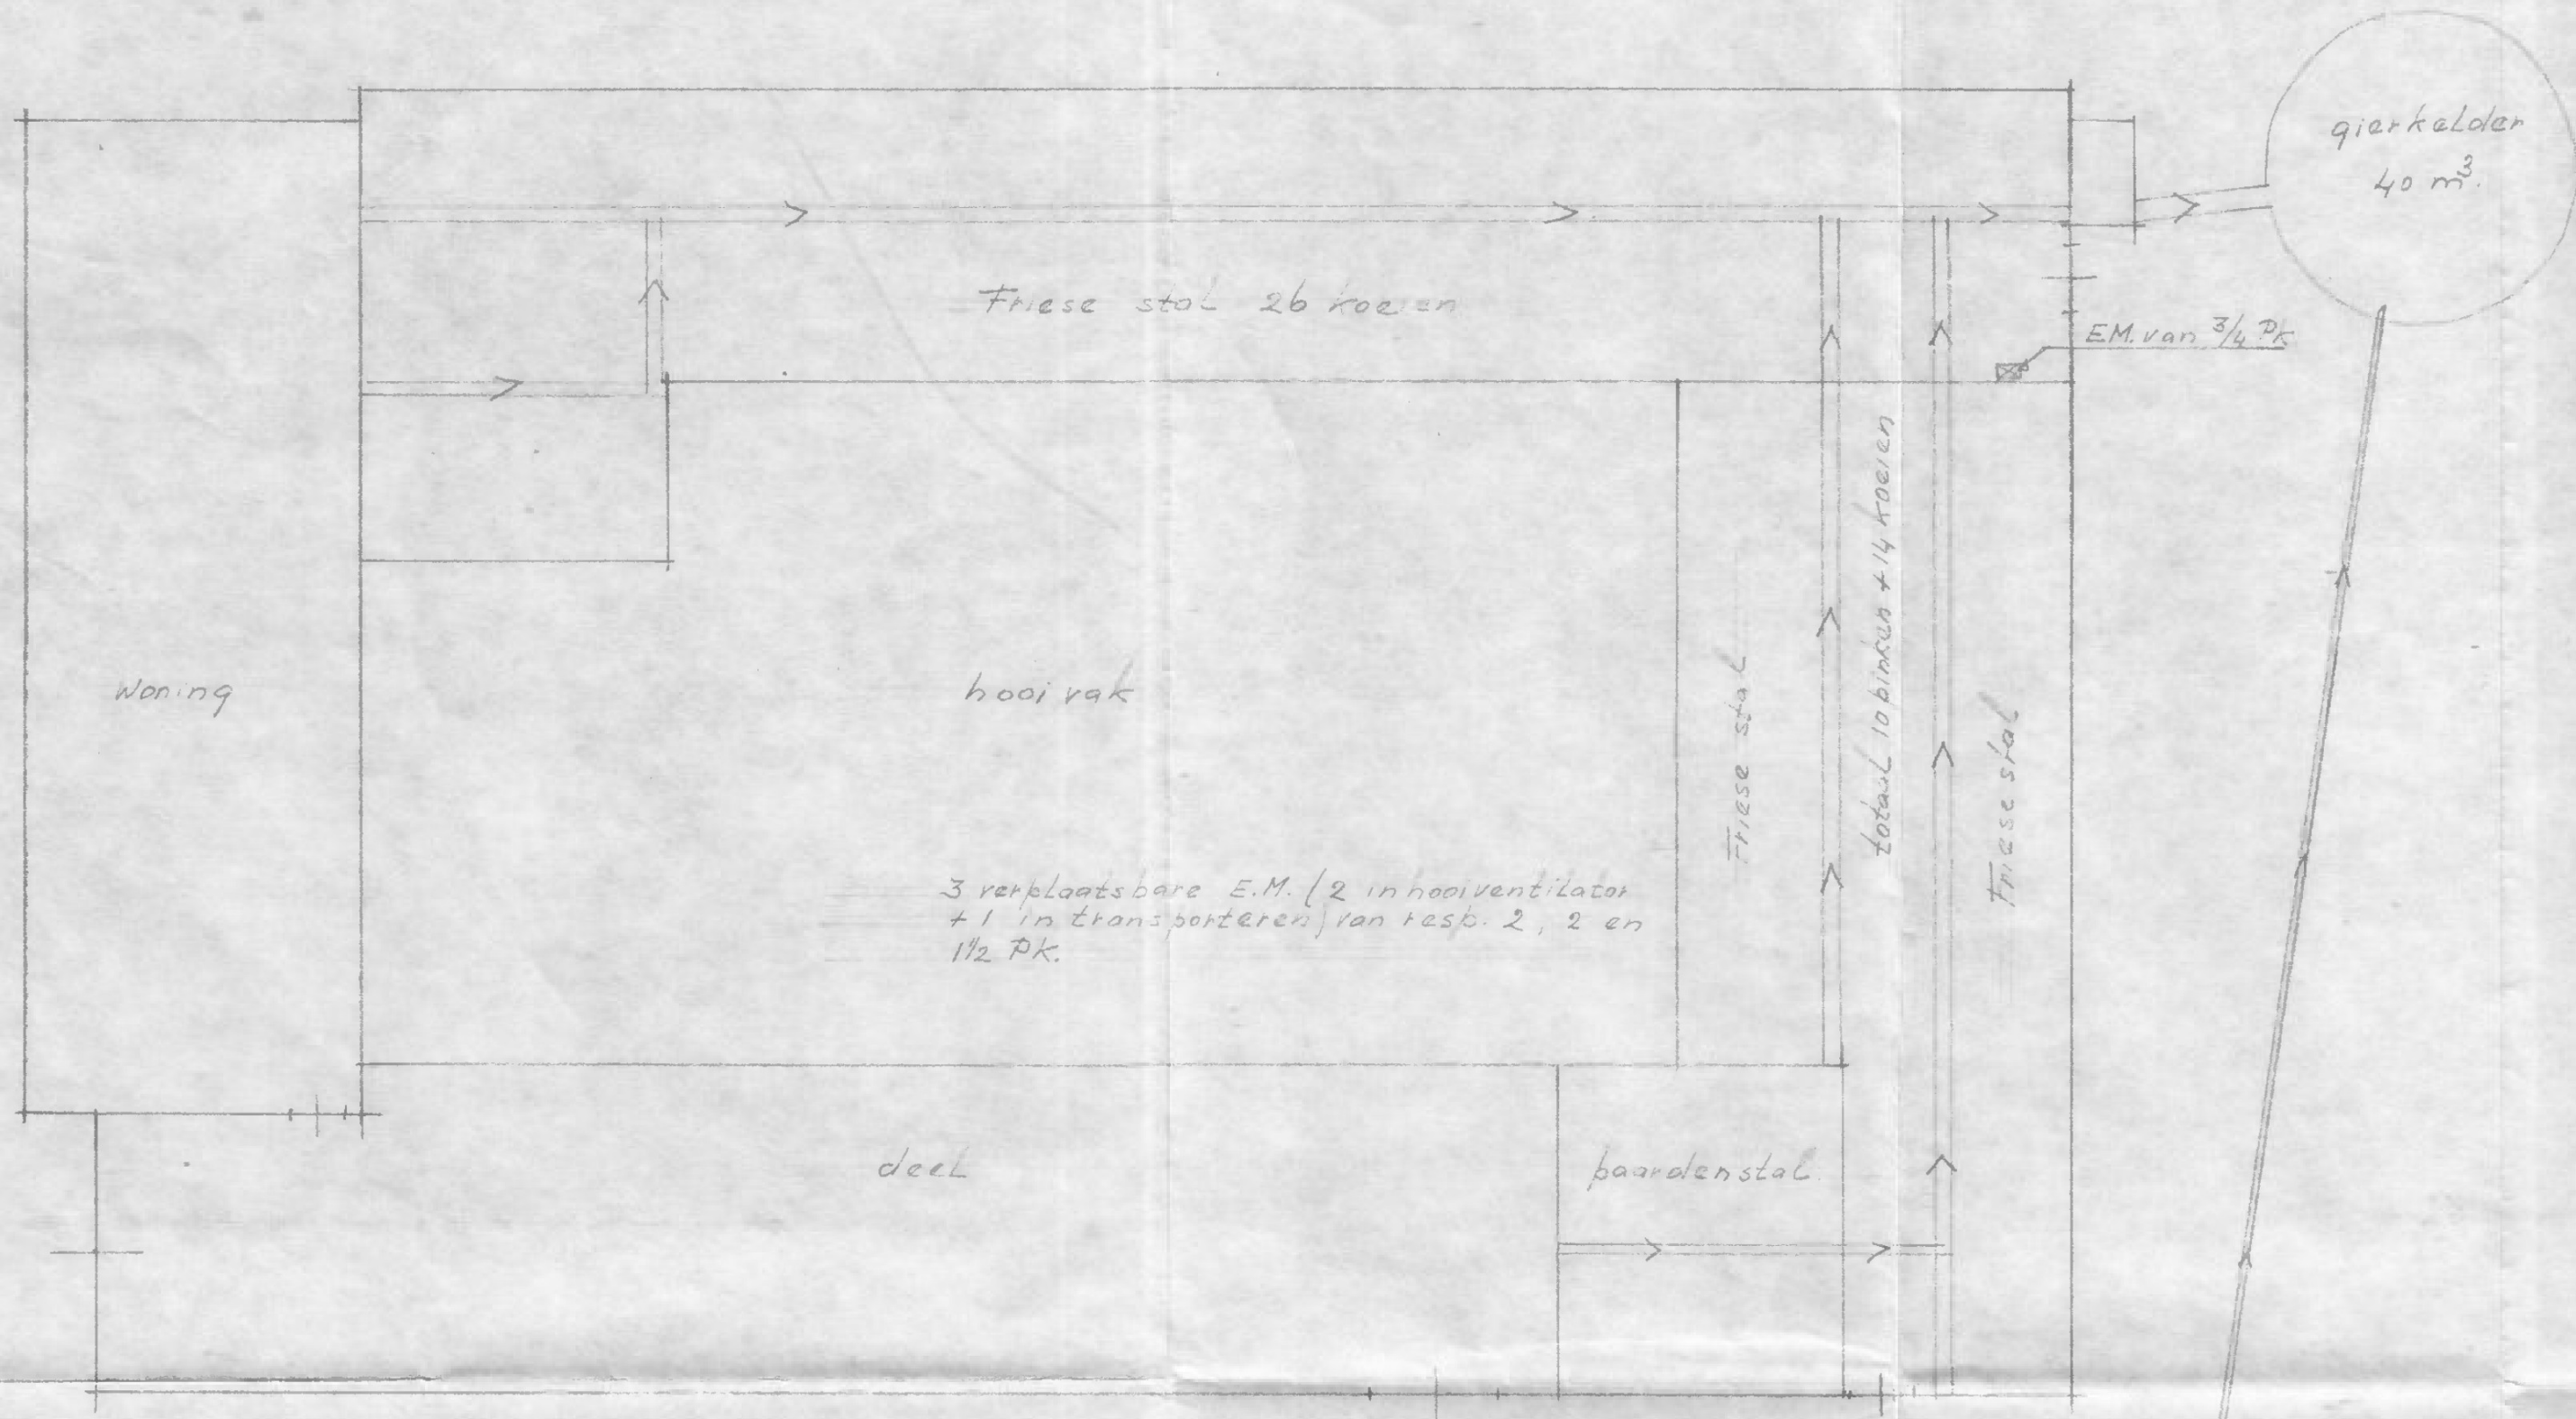 gierkelder
40 m³.
Friese stal 26 koeien
E.M. van 3/4 PK
woning
hooivak
Friese stal
totaal 10 pinken + 14 koeien
Friese stal
3 verplaatsbare E.M. (2 in hooiventilator
+ 1 in transporteren) van resp. 2, 2 en
1 1/2 PK.
deel
paardenstal